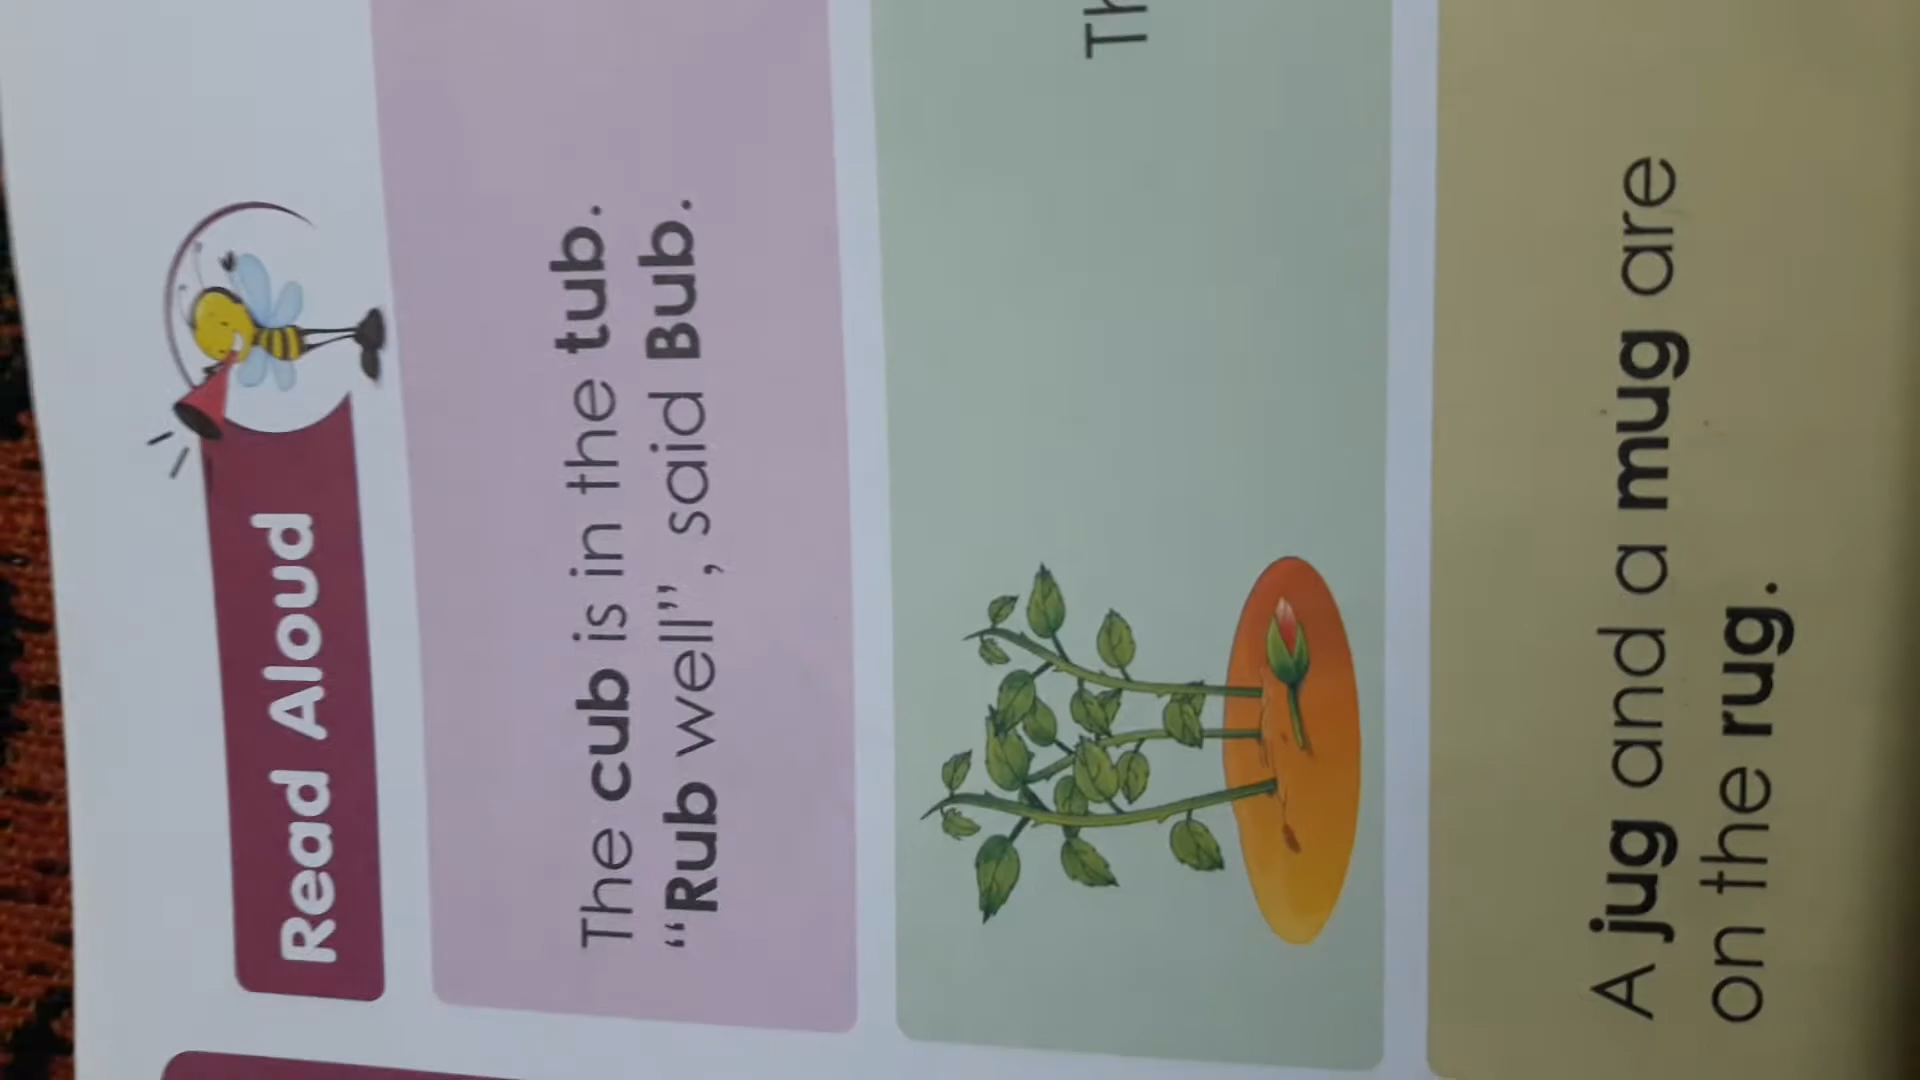 Read Aloud
The cub is in the tub.
“Rub well”, said Bub.
A jug and a mug are
on the rug.